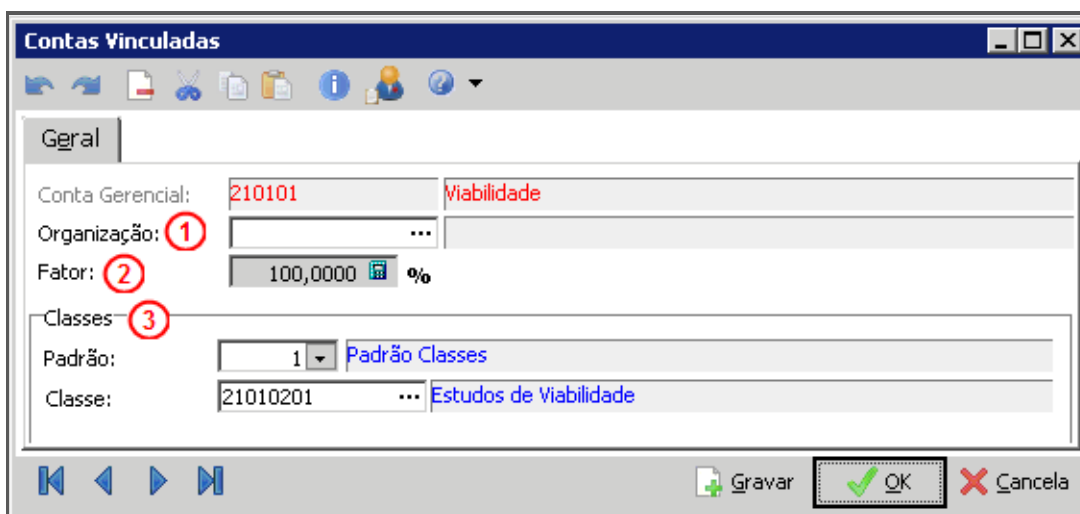 Contas Vinculadas
Geral
Conta Gerencial: 210101 Viabilidade
Organização: 1 ...
Fator: 2 100,0000 %
Classes 3
Padrão: 1 Padrão Classes
Classe: 21010201 ... Estudos de Viabilidade
Gravar OK Cancela